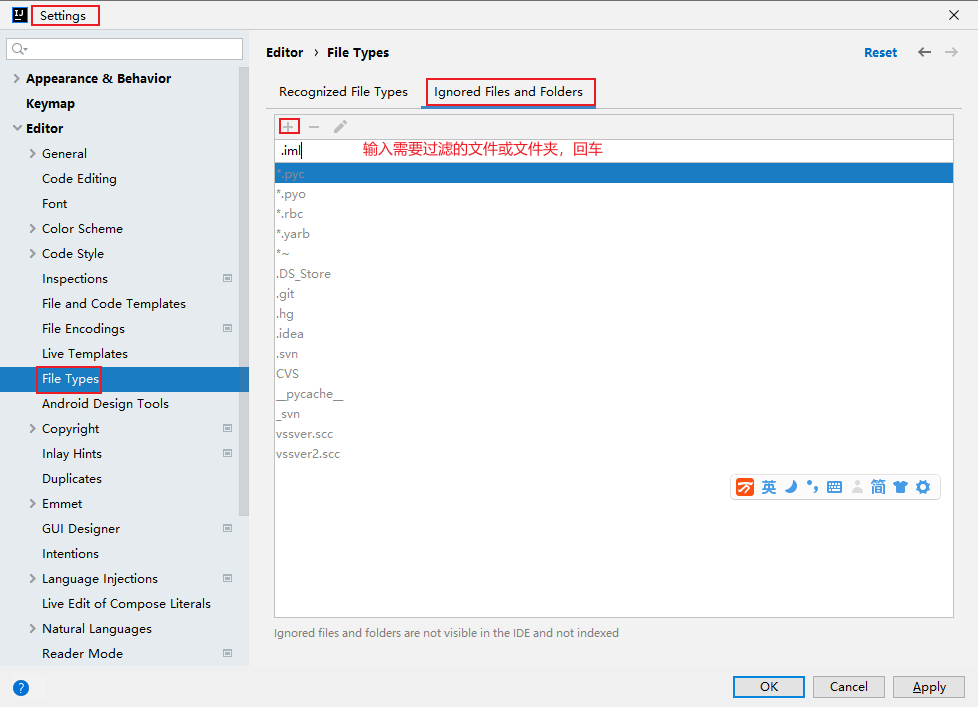 Settings
Editor › File Types
Reset
Appearance & Behavior
Keymap
Editor
General
Code Editing
Font
Color Scheme
Code Style
Inspections
File and Code Templates
File Encodings
Live Templates
File Types
Android Design Tools
Copyright
Inlay Hints
Duplicates
Emmet
GUI Designer
Intentions
Language Injections
Live Edit of Compose Literals
Natural Languages
Reader Mode
Recognized File Types
Ignored Files and Folders
.iml
输入需要过滤的文件或文件夹，回车
*.pyc
*.pyo
*.rbc
*.yarb
*~
.DS_Store
.git
.hg
.idea
.svn
CVS
__pycache__
_svn
vssver.scc
vssver2.scc
英 简
Ignored files and folders are not visible in the IDE and not indexed
?
OK
Cancel
Apply